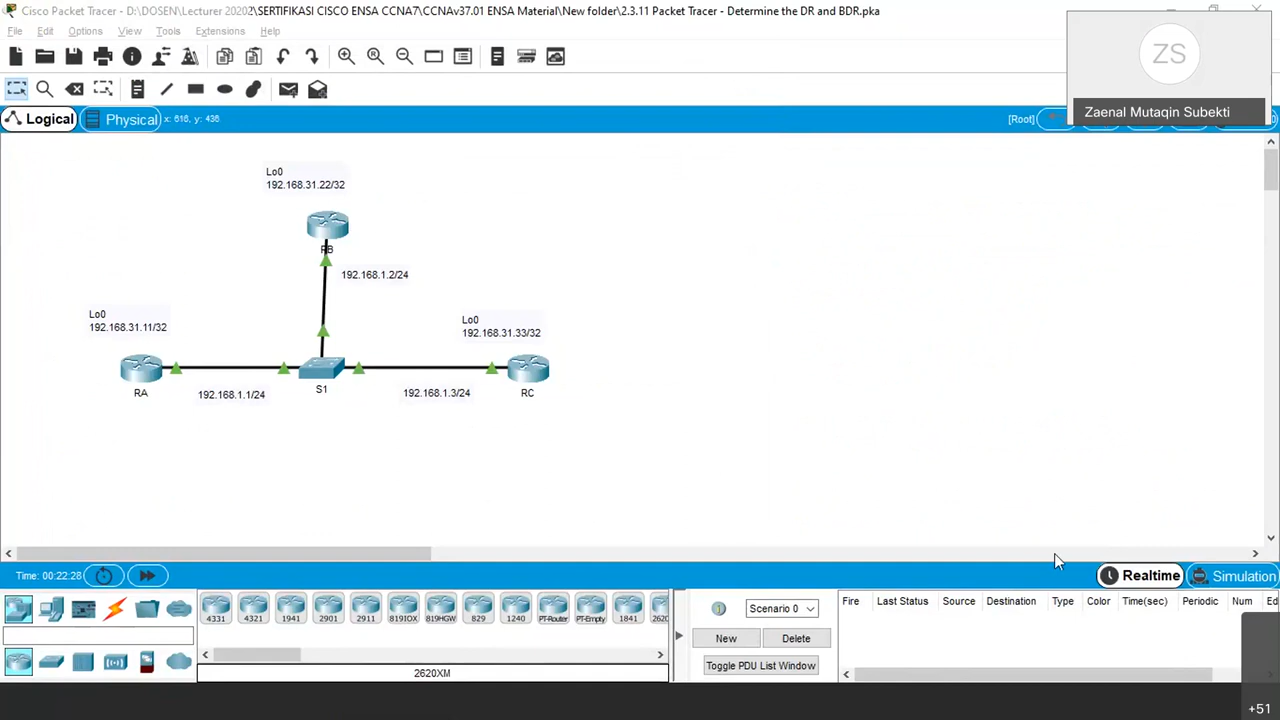 Cisco Packet Tracer - D:\DOSEN\Lecturer 20202\SERTIFIKASI CISCO ENSA CCNA7\CCNAv37.01 ENSA Material\New folder\2.3.11 Packet Tracer - Determine the DR and BDR.pka
File Edit Options View Tools Extensions Help
ZS
Zaenal Mutaqin Subekti
Logical Physical x: 616, y: 436 [Root]
Lo0
192.168.31.22/32
RB
192.168.1.2/24
Lo0
192.168.31.11/32
Lo0
192.168.31.33/32
192.168.1.1/24
S1
192.168.1.3/24
RA
RC
Time: 00:22:28 Realtime Simulation
4331 4321 1941 2901 2911 819IOX 819HGW 829 1240 PT-Router PT-Empty 1841 2620
2620XM
Scenario 0
New Delete
Toggle PDU List Window
Fire Last Status Source Destination Type Color Time(sec) Periodic Num Ed
+51